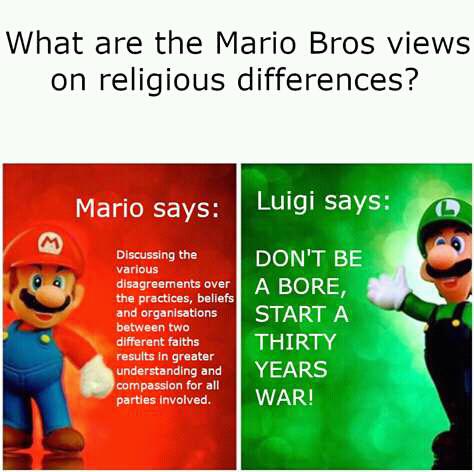 What are the Mario Bros views
on religious differences?
Mario says:
Discussing the
various
disagreements over
the practices, beliefs
and organisations
between two
different faiths
results in greater
understanding and
compassion for all
parties involved.
Luigi says:
DON'T BE
A BORE,
START A
THIRTY
YEARS
WAR!
M
L